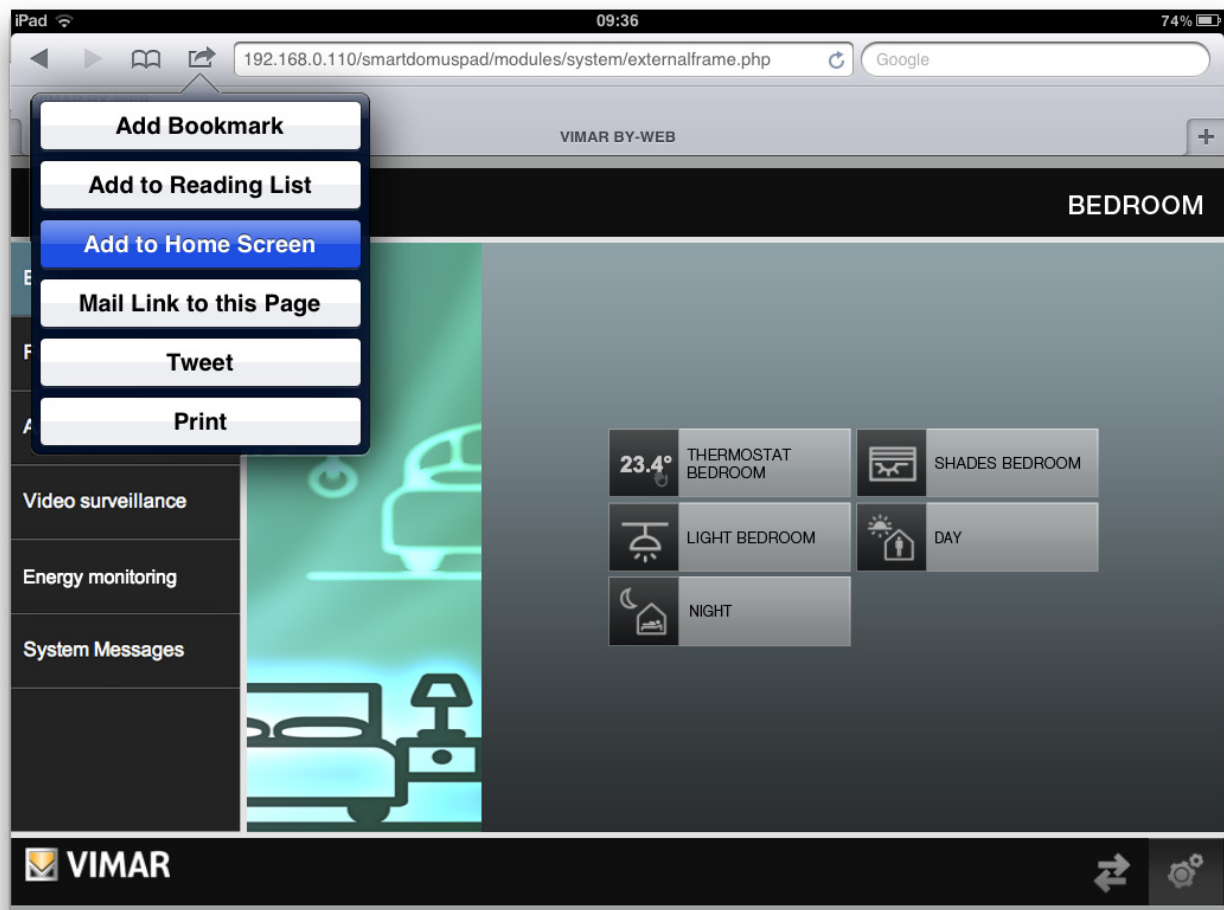 iPad 09:36 74%
192.168.0.110/smartdomuspad/modules/system/externalframe.php
Google
VIMAR BY-WEB
Add Bookmark
Add to Reading List
Add to Home Screen
Mail Link to this Page
Tweet
Print
BEDROOM
Video surveillance
Energy monitoring
System Messages
23.4°
THERMOSTAT
BEDROOM
SHADES BEDROOM
LIGHT BEDROOM
DAY
NIGHT
VIMAR